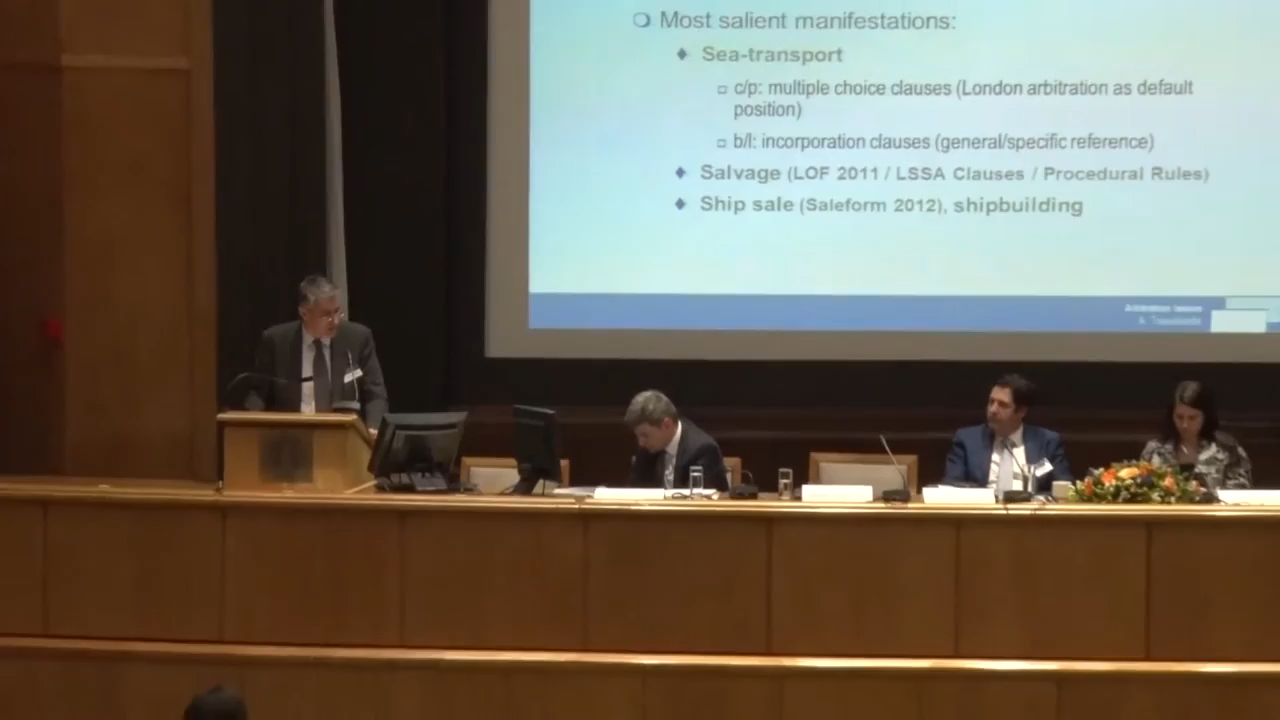 Most salient manifestations:
Sea-transport
c/p: multiple choice clauses (London arbitration as default
position)
b/l: incorporation clauses (general/specific reference)
Salvage (LOF 2011 / LSSA Clauses / Procedural Rules)
Ship sale (Saleform 2012), shipbuilding